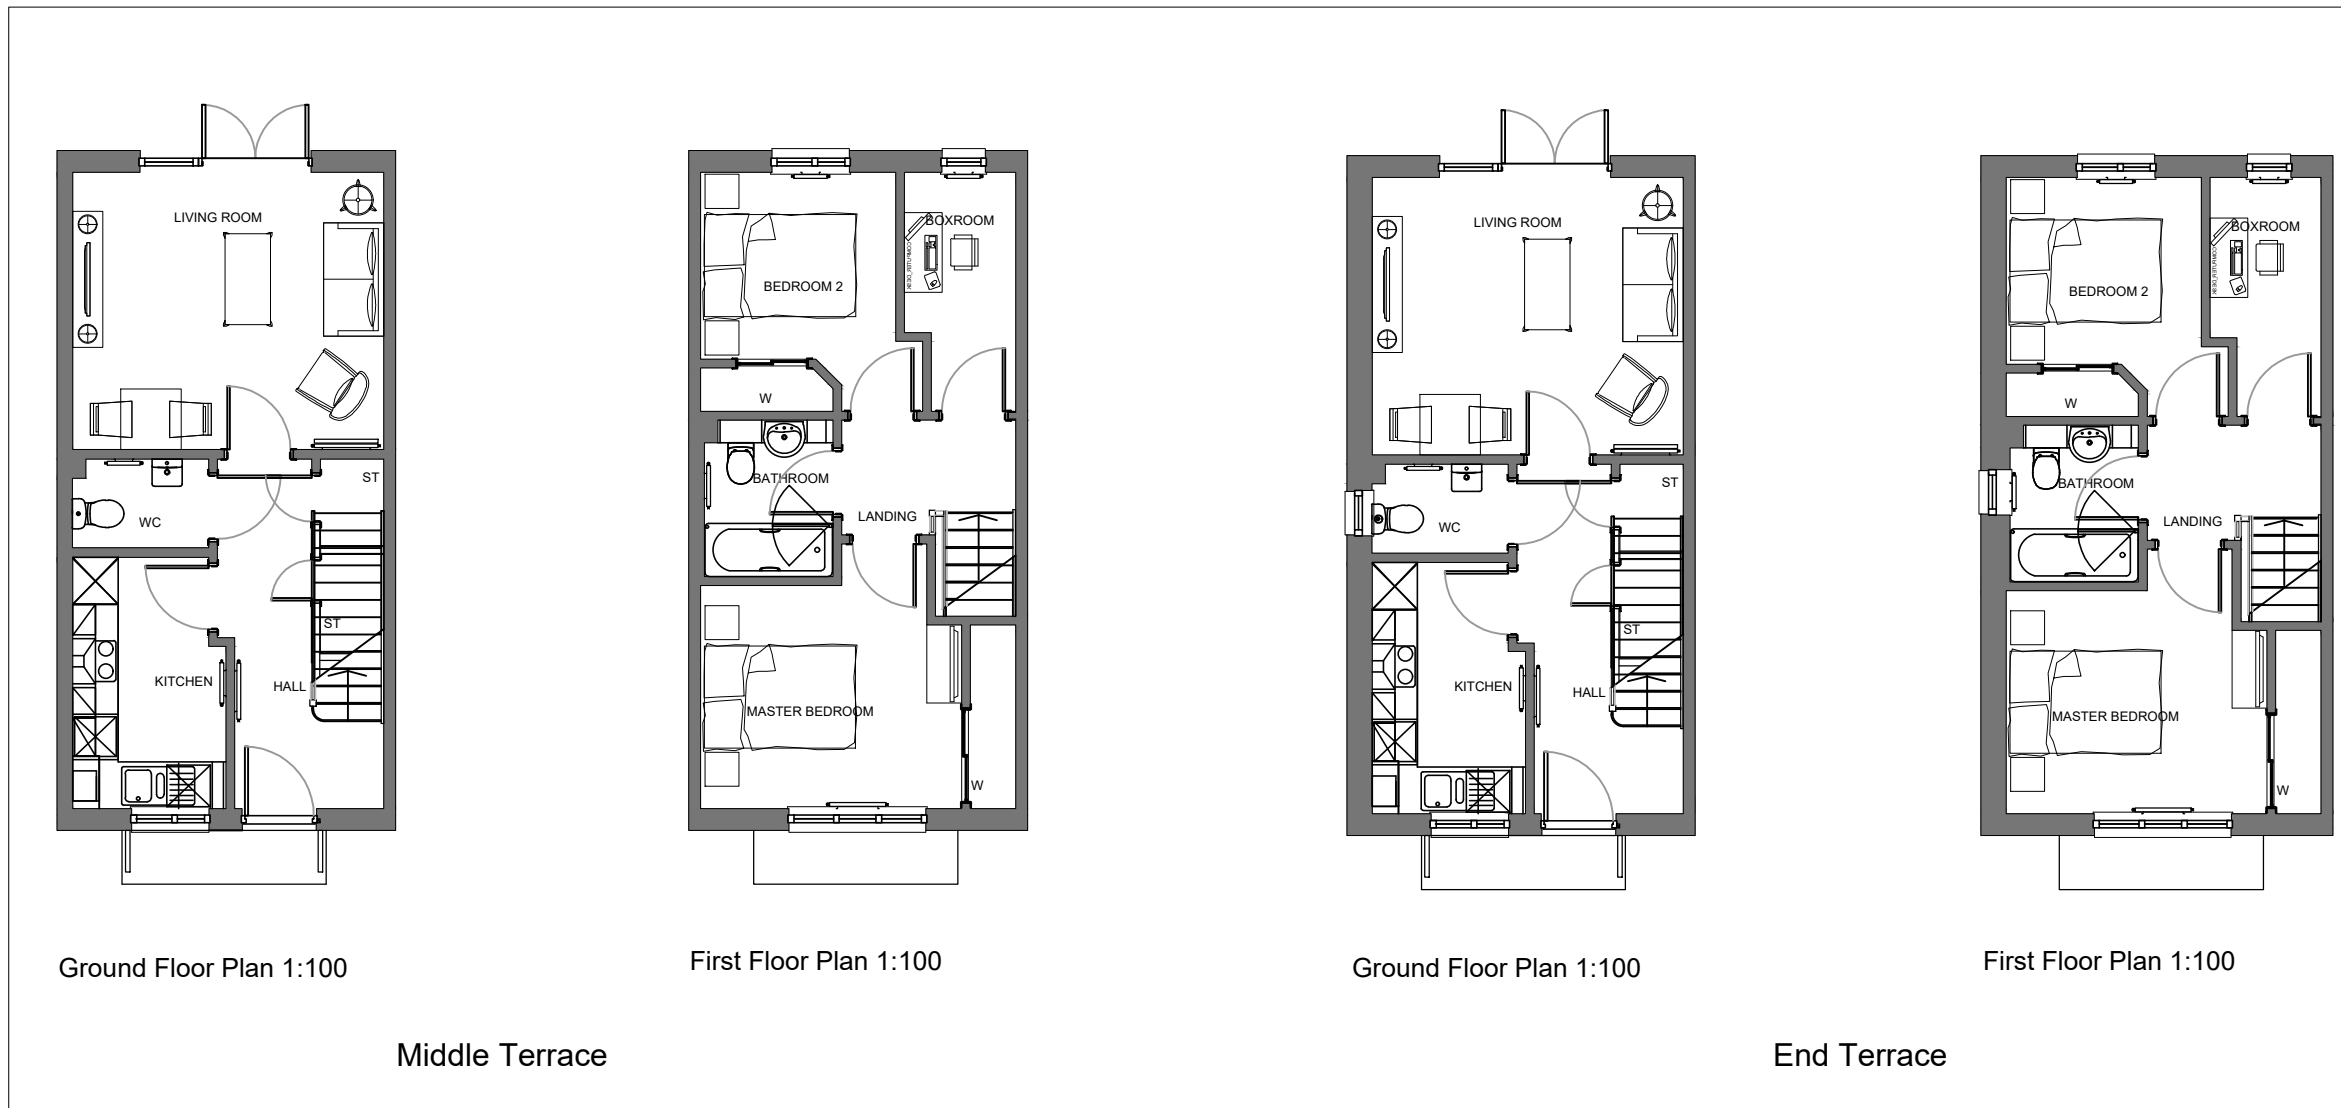 LIVING ROOM
ST
WC
ST
KITCHEN
HALL
Ground Floor Plan 1:100
BOXROOM
COMPUTER_DESK
BEDROOM 2
W
BATHROOM
LANDING
MASTER BEDROOM
W
First Floor Plan 1:100
Middle Terrace
LIVING ROOM
ST
WC
ST
KITCHEN
HALL
Ground Floor Plan 1:100
BOXROOM
BEDROOM 2
W
BATHROOM
LANDING
MASTER BEDROOM
W
First Floor Plan 1:100
End Terrace